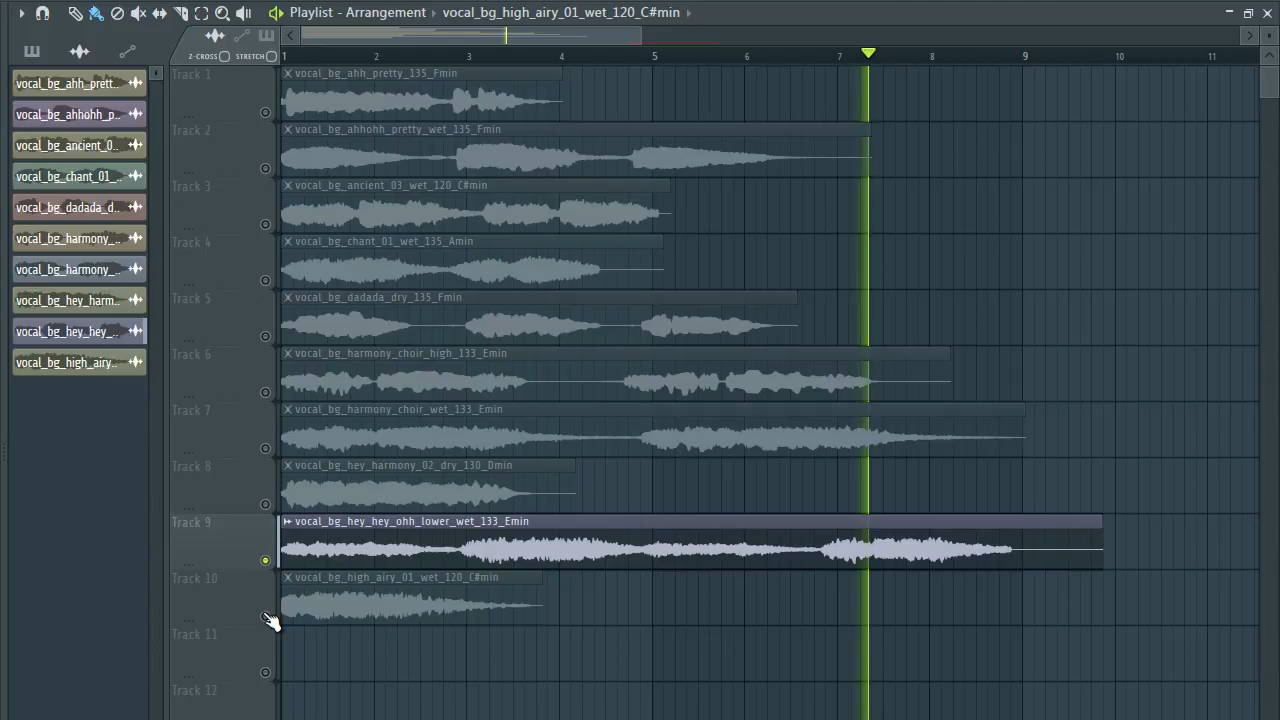 Playlist - Arrangement › vocal_bg_high_airy_01_wet_120_C#min ›
Z-CROSS STRETCH
1 2 3 4 5 6 7 8 9 10 11
vocal_bg_ahh_prett..
vocal_bg_ahhohh_p..
vocal_bg_ancient_0..
vocal_bg_chant_01_..
vocal_bg_dadada_d..
vocal_bg_harmony_..
vocal_bg_harmony_..
vocal_bg_hey_harm..
vocal_bg_hey_hey_..
vocal_bg_high_airy..
Track 1
vocal_bg_ahh_pretty_135_Fmin
Track 2
vocal_bg_ahhohh_pretty_wet_135_Fmin
Track 3
vocal_bg_ancient_03_wet_120_C#min
Track 4
vocal_bg_chant_01_wet_135_Amin
Track 5
vocal_bg_dadada_dry_135_Fmin
Track 6
vocal_bg_harmony_choir_high_133_Emin
Track 7
vocal_bg_harmony_choir_wet_133_Emin
Track 8
vocal_bg_hey_harmony_02_dry_130_Dmin
Track 9
vocal_bg_hey_hey_ohh_lower_wet_133_Emin
Track 10
vocal_bg_high_airy_01_wet_120_C#min
Track 11
Track 12